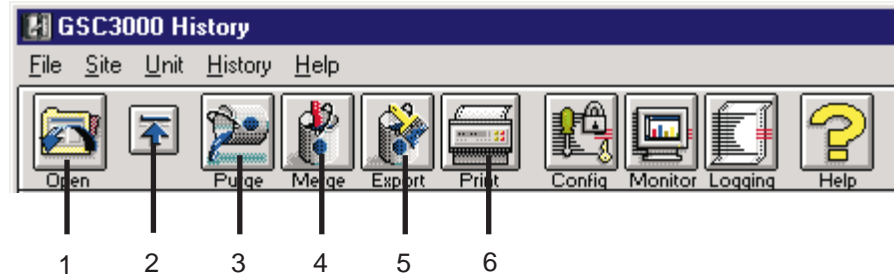 GSC3000 History
File Site Unit History Help
Open Purge Merge Export Print Config Monitor Logging Help
1 2 3 4 5 6